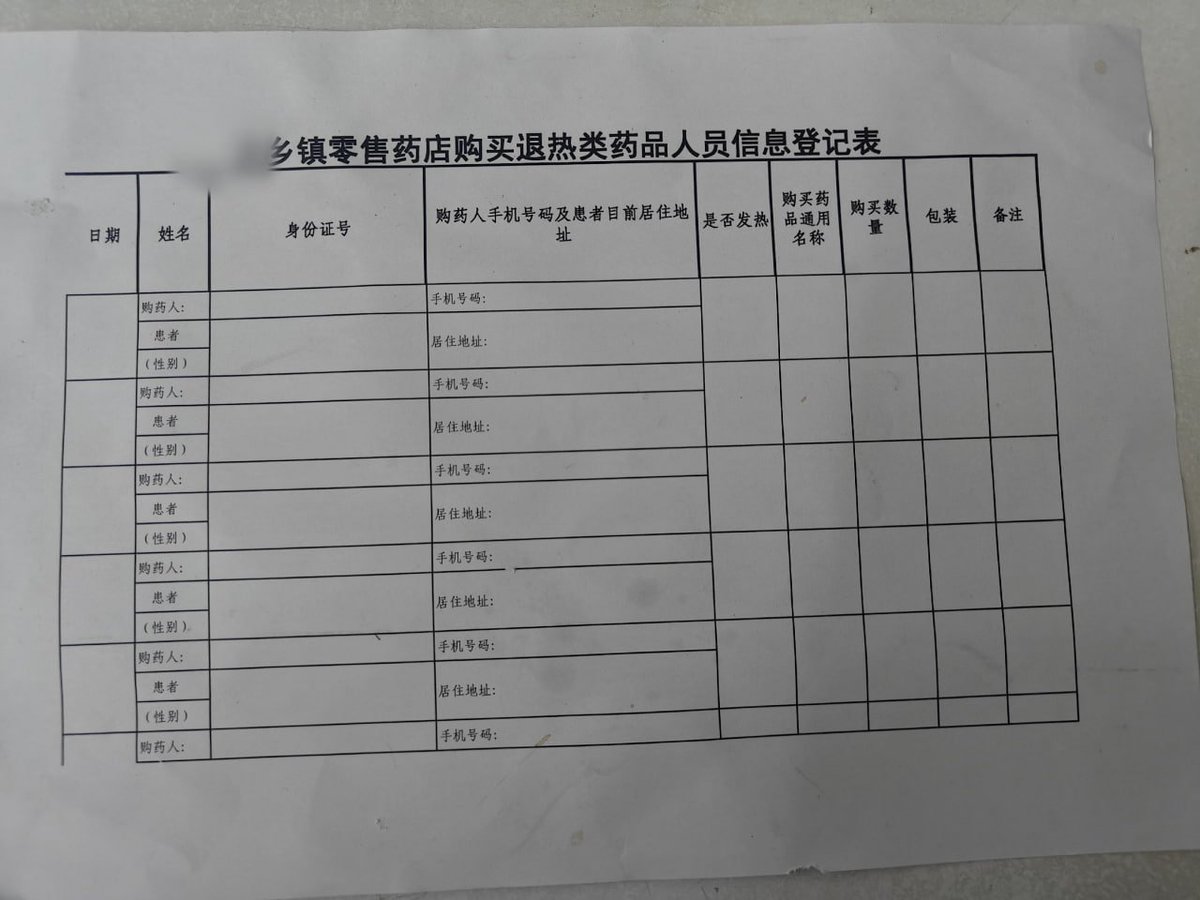 乡镇零售药店购买退热类药品人员信息登记表
日期 姓名 身份证号 购药人手机号码及患者目前居住地址 是否发热 购买药品通用名称 购买数量 包装 备注
购药人: 手机号码:
患者 居住地址:
(性别)
购药人: 手机号码:
患者 居住地址:
(性别)
购药人: 手机号码:
患者 居住地址:
(性别)
购药人: 手机号码:
患者 居住地址:
(性别)
购药人: 手机号码:
患者 居住地址:
(性别)
购药人: 手机号码: